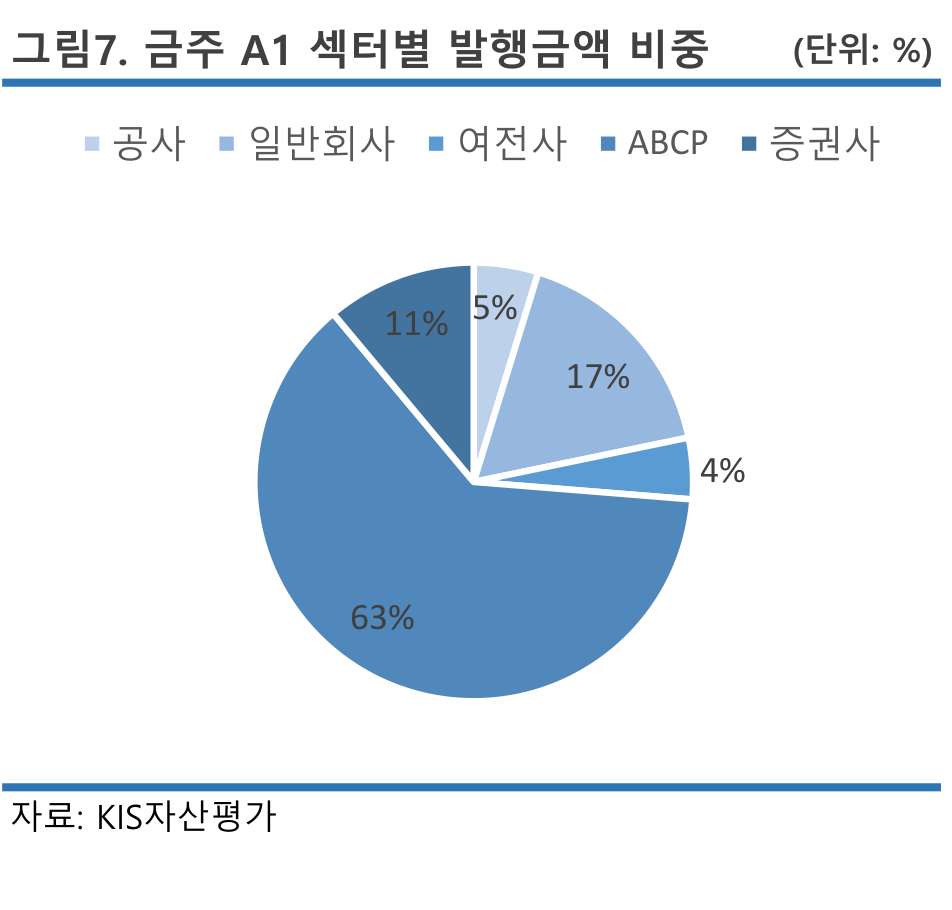 그림7. 금주 A1 섹터별 발행금액 비중 (단위: %)
공사 일반회사 여전사 ABCP 증권사
11% 5%
17%
4%
63%
자료: KIS자산평가